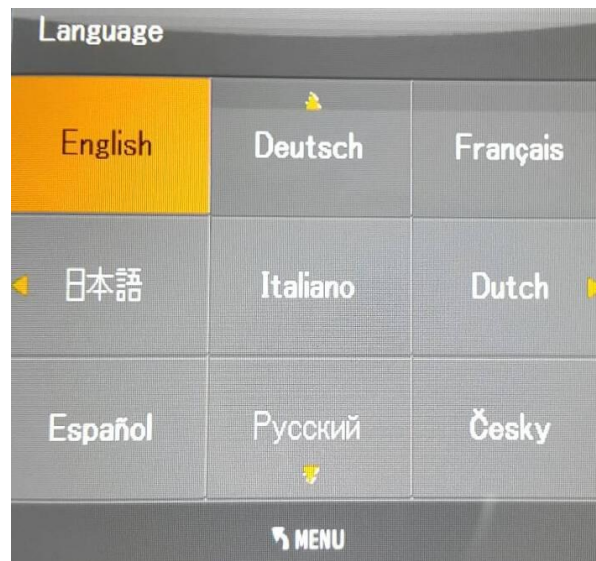 Language
English Deutsch Français
日本語 Italiano Dutch
Español Русский Česky
MENU